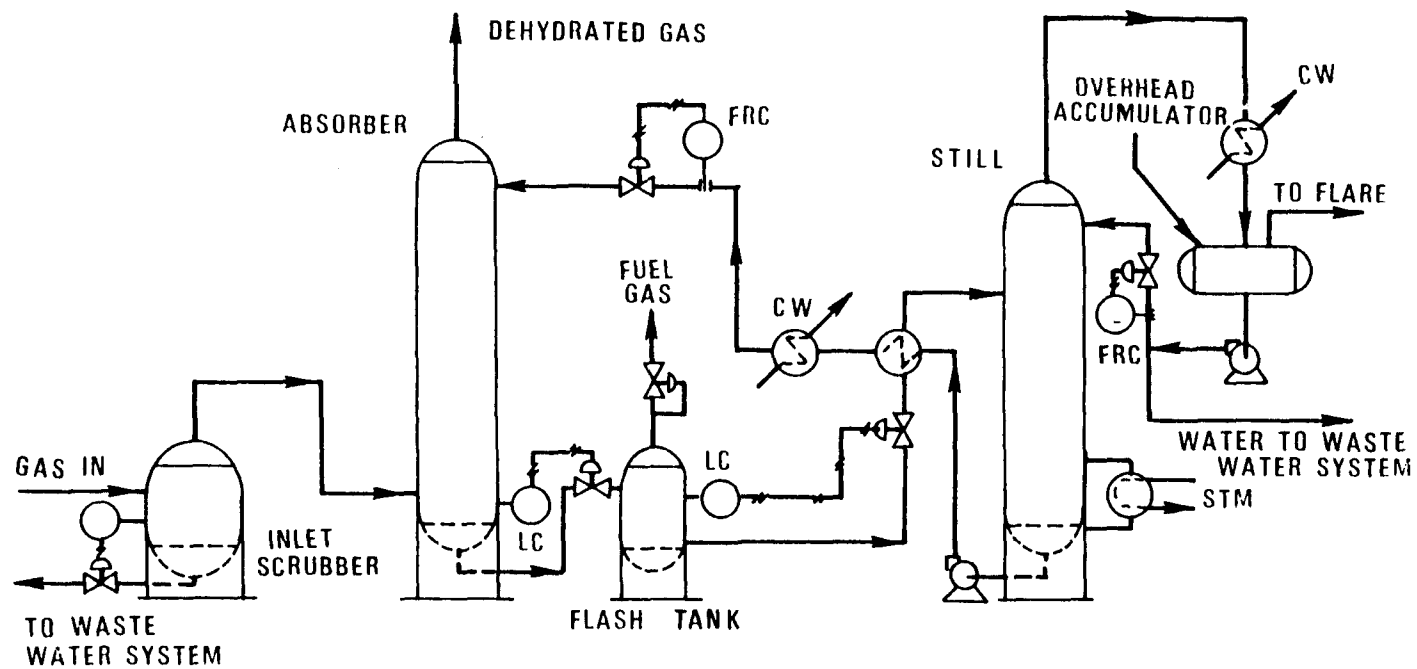 DEHYDRATED GAS
ABSORBER
FRC
OVERHEAD
ACCUMULATOR
CW
STILL
TO FLARE
FUEL
GAS
CW
FRC
GAS IN
LC
LC
WATER TO WASTE
WATER SYSTEM
STM
INLET
SCRUBBER
FLASH TANK
TO WASTE
WATER SYSTEM